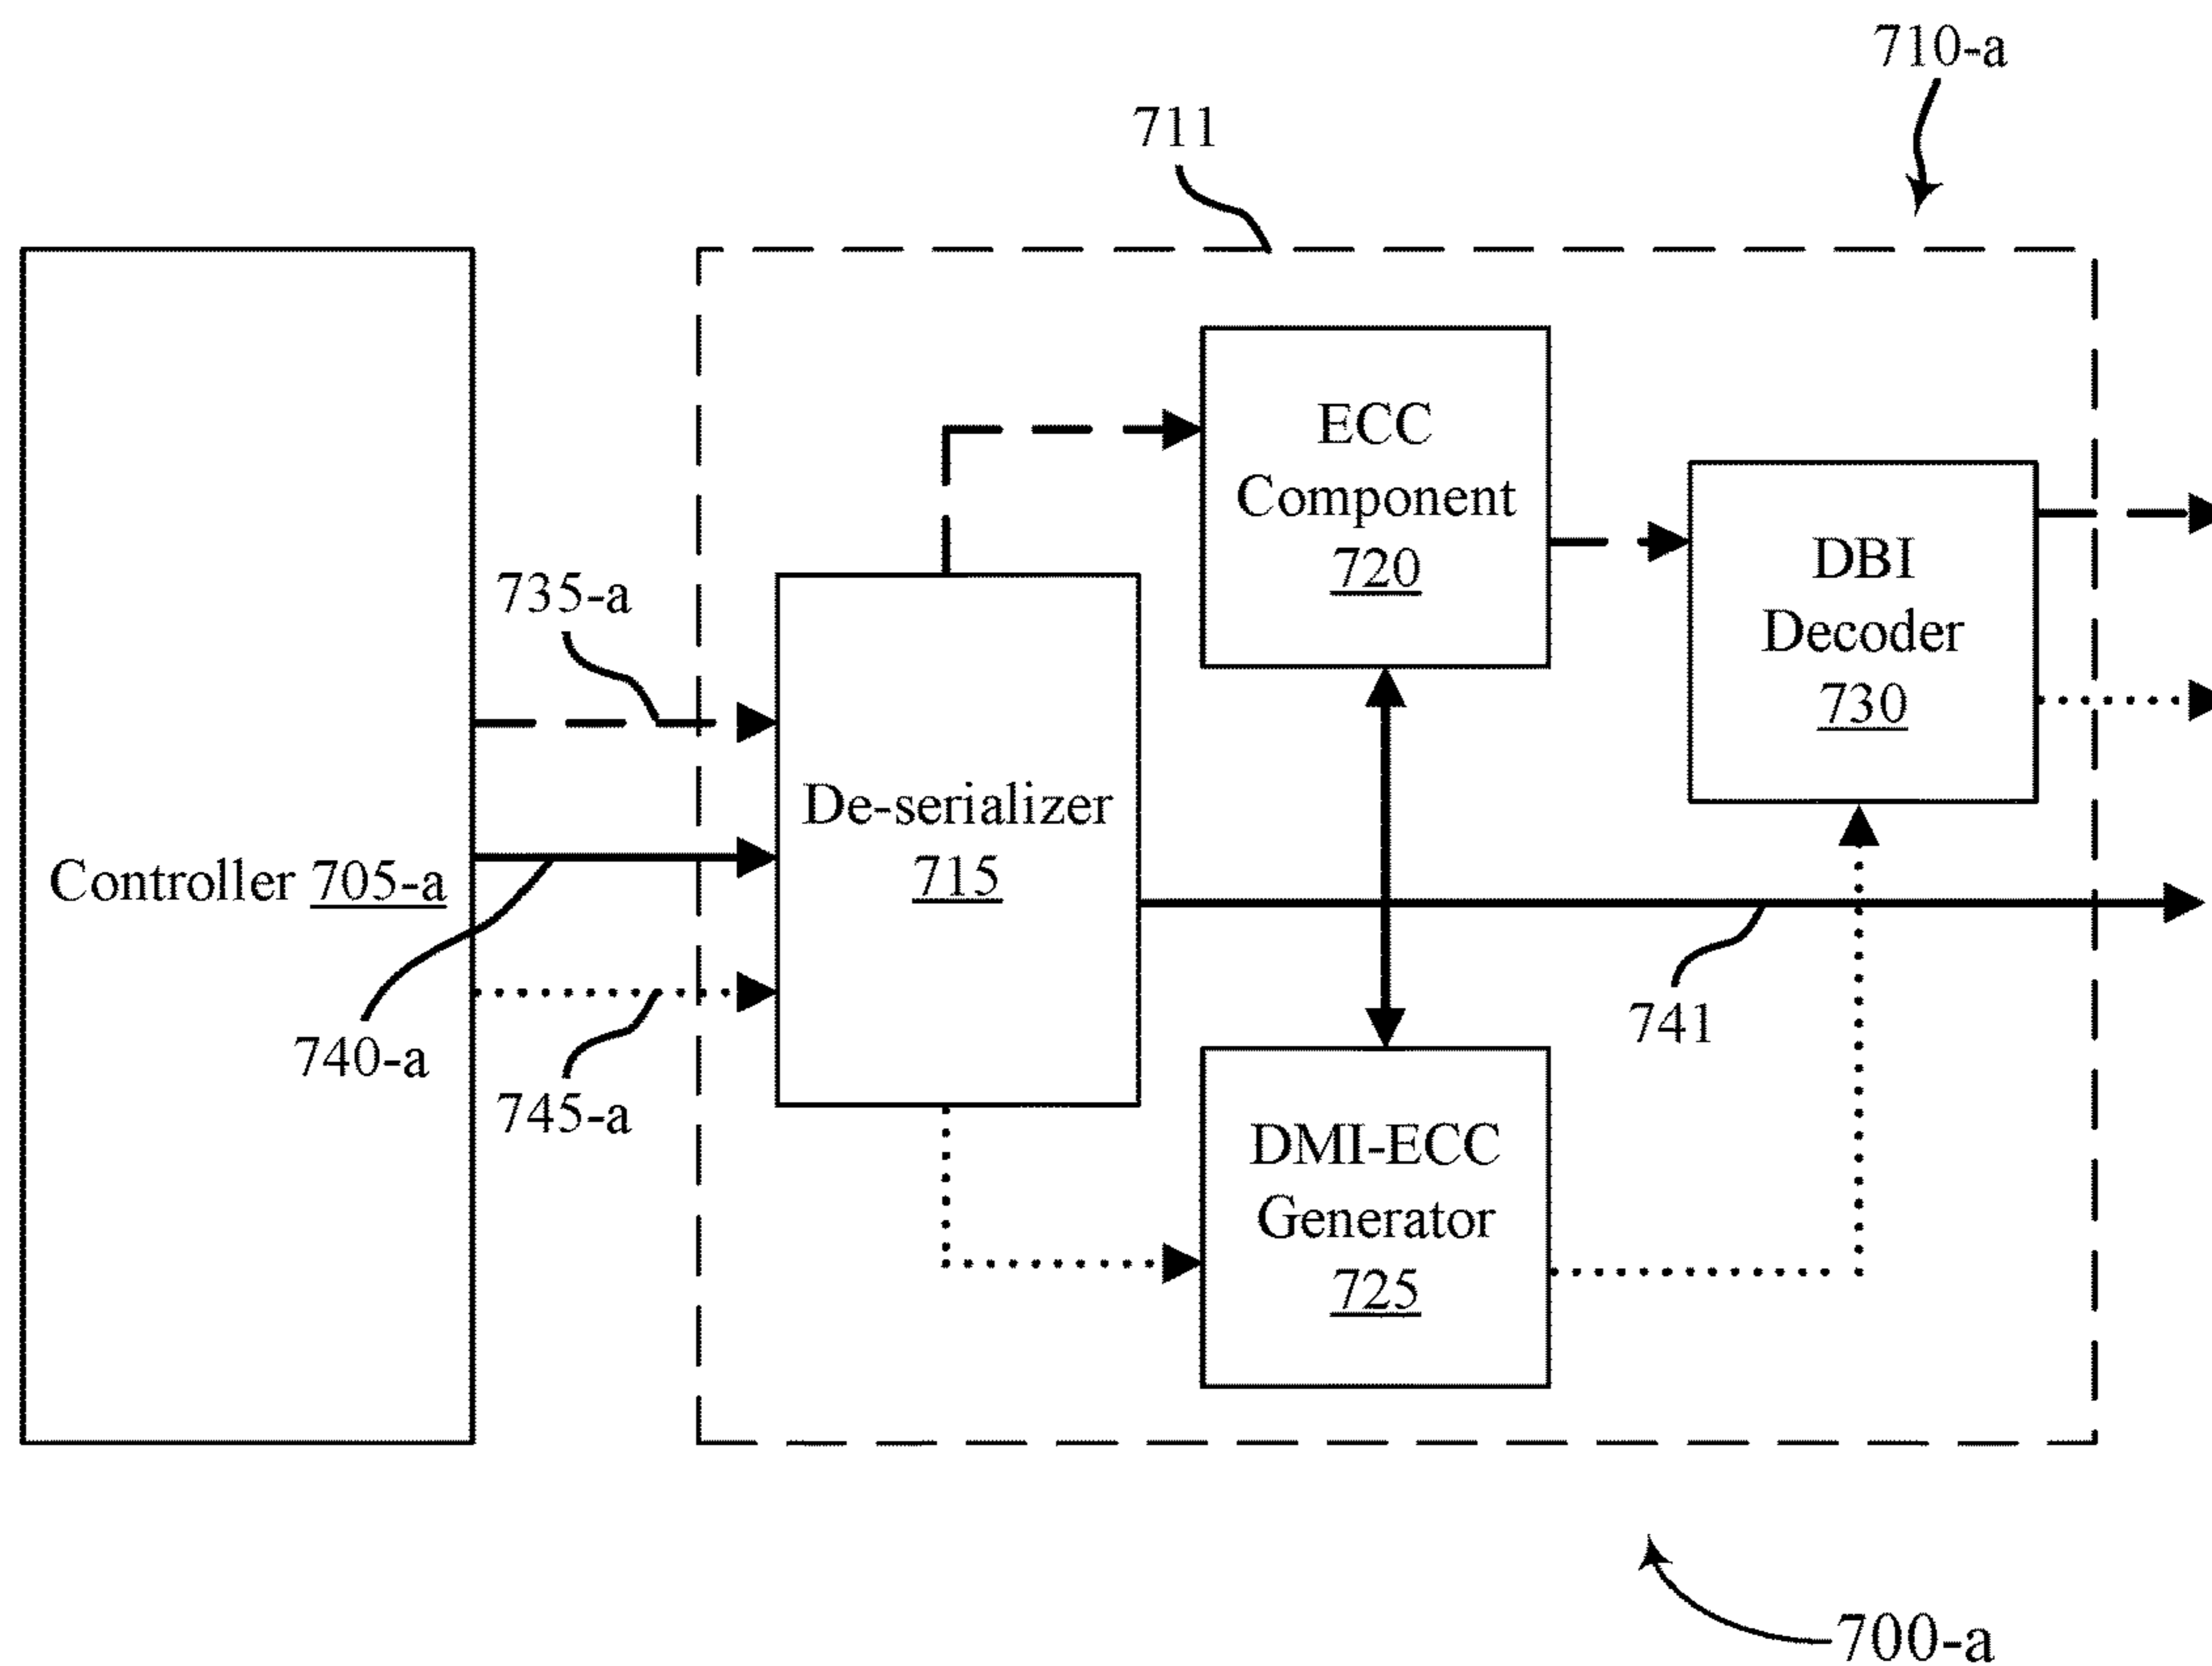 710-a
711
ECC
Component
720
DBI
Decoder
730
735-a
De-serializer
715
Controller 705-a
740-a
745-a
741
DMI-ECC
Generator
725
700-a